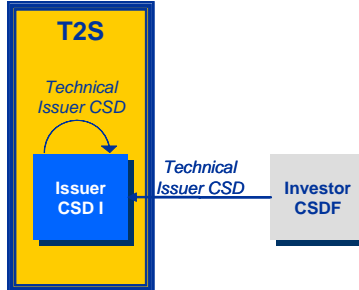 T2S
Technical
Issuer CSD
Technical
Issuer CSD
Issuer
CSD I
Investor
CSDF